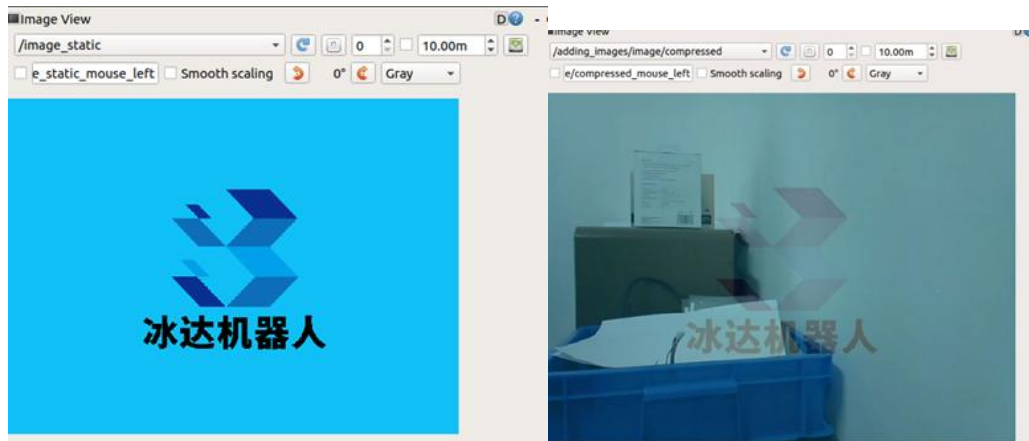 Image View
D
-
/image_static
0
10.00m
e_static_mouse_left
Smooth scaling
0°
Gray
冰达机器人
Image View
D
/adding_images/image/compressed
0
10.00m
e/compressed_mouse_left
Smooth scaling
0°
Gray
冰达机器人